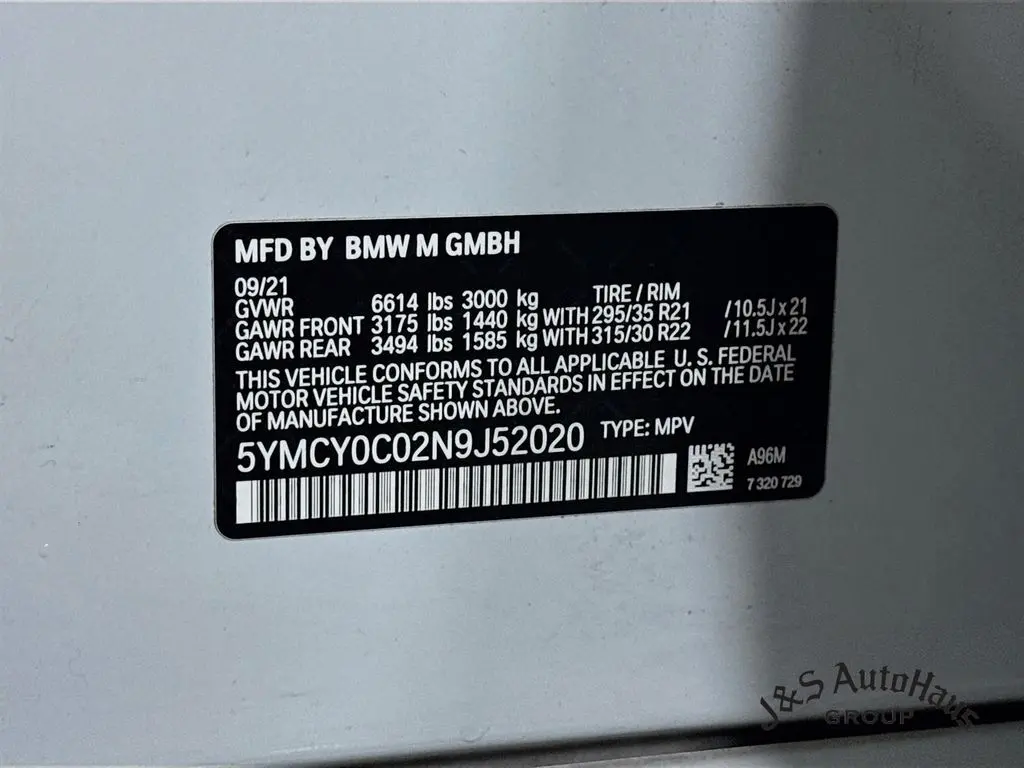 MFD BY BMW M GMBH
09/21
GVWR 6614 lbs 3000 kg TIRE / RIM
GAWR FRONT 3175 lbs 1440 kg WITH 295/35 R21 /10.5J x 21
GAWR REAR 3494 lbs 1585 kg WITH 315/30 R22 /11.5J x 22
THIS VEHICLE CONFORMS TO ALL APPLICABLE U. S. FEDERAL
MOTOR VEHICLE SAFETY STANDARDS IN EFFECT ON THE DATE
OF MANUFACTURE SHOWN ABOVE.
5YMCY0C02N9J52020 TYPE: MPV
A96M
7 320 729
J&S AutoHaus
GROUP